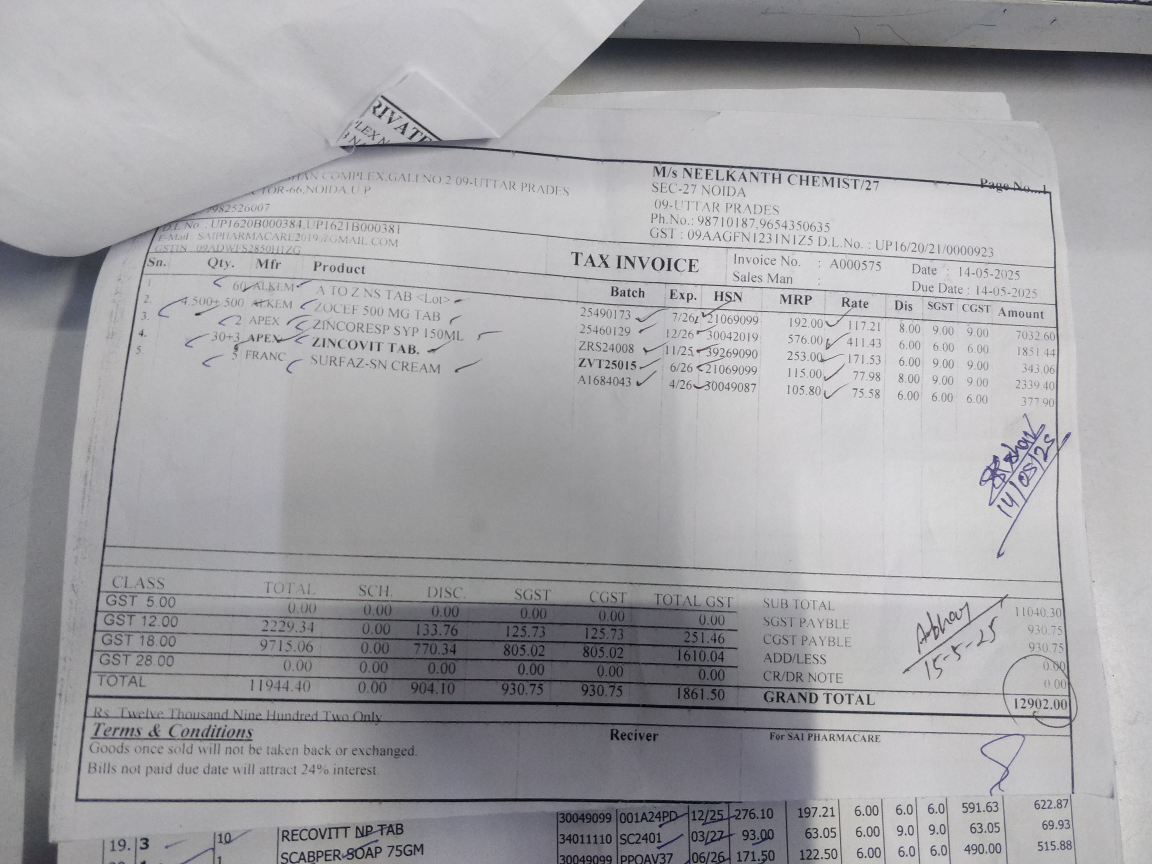 RIVATE
M/s NEELKANTH CHEMIST/27
Page No...1
COMPLEX,GALI NO.2 09-UTTAR PRADES
SEC-27 NOIDA
TOR-66,NOIDA U.P
09-UTTAR PRADES
9982526007
Ph.No.: 98710187,9654350635
D.L.No. : UP1620B000384,UP1621B000381
GST : 09AAGFN1231N1Z5 D.L.No. : UP16/20/21/0000923
E-Mail : SAIPHARMACARE2019@GMAIL.COM
GSTIN : 09ADWFS2850H1ZG
TAX INVOICE
Invoice No. : A000575 Date : 14-05-2025
Sales Man : Due Date : 14-05-2025
Sn. Qty. Mfr Product Batch Exp. HSN MRP Rate Dis SGST CGST Amount
1 60 ALKEM A TO Z NS TAB <Lot> 25490173 7/26 21069099 192.00 117.21 8.00 9.00 9.00 7032.60
2. 4.500+.500 ALKEM ZOCEF 500 MG TAB 25460129 12/26 30042019 576.00 411.43 6.00 6.00 6.00 1851.44
3. 2 APEX ZINCORESP SYP 150ML ZRS24008 11/25 39269090 253.00 171.53 6.00 9.00 9.00 343.06
4. 30+3 APEX ZINCOVIT TAB. ZVT25015 6/26 21069099 115.00 77.98 8.00 9.00 9.00 2339.40
5 5 FRANC SURFAZ-SN CREAM A1684043 4/26 30049087 105.80 75.58 6.00 6.00 6.00 377.90
14/05/25
CLASS TOTAL SCH. DISC. SGST CGST TOTAL GST
GST 5.00 0.00 0.00 0.00 0.00 0.00 0.00
GST 12.00 2229.34 0.00 133.76 125.73 125.73 251.46
GST 18.00 9715.06 0.00 770.34 805.02 805.02 1610.04
GST 28.00 0.00 0.00 0.00 0.00 0.00 0.00
TOTAL 11944.40 0.00 904.10 930.75 930.75 1861.50
SUB TOTAL 11040.30
SGST PAYBLE 930.75
CGST PAYBLE 930.75
ADD/LESS 0.00
CR/DR NOTE 0.00
GRAND TOTAL 12902.00
Abhay
15-5-25
Rs. Twelve Thousand Nine Hundred Two Only
Terms & Conditions
Reciver
For SAI PHARMACARE
Goods once sold will not be taken back or exchanged.
Bills not paid due date will attract 24% interest.
19. 3 10 RECOVITT NP TAB 30049099 001A24PD 12/25 276.10 197.21 6.00 6.0 6.0 591.63 622.87
1 SCABPER SOAP 75GM 34011110 SC2401 03/27 93.00 63.05 6.00 9.0 9.0 63.05 69.93
30049099 PPOAV37 06/26 171.50 122.50 6.00 6.0 6.0 490.00 515.88